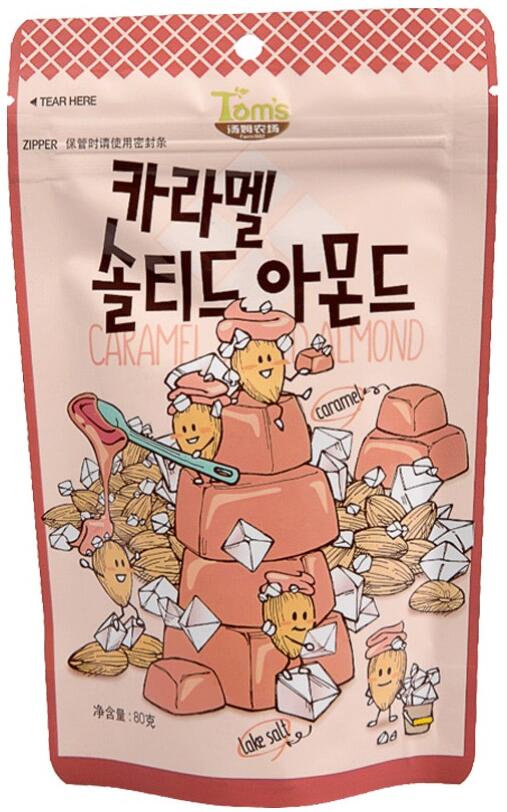 ◀ TEAR HERE
Tom's
汤姆农场
ZIPPER 保管时请使用密封条
카라멜
솔티드 아몬드
CARAMEL ALMOND
caramel
净含量:80克
lake salt